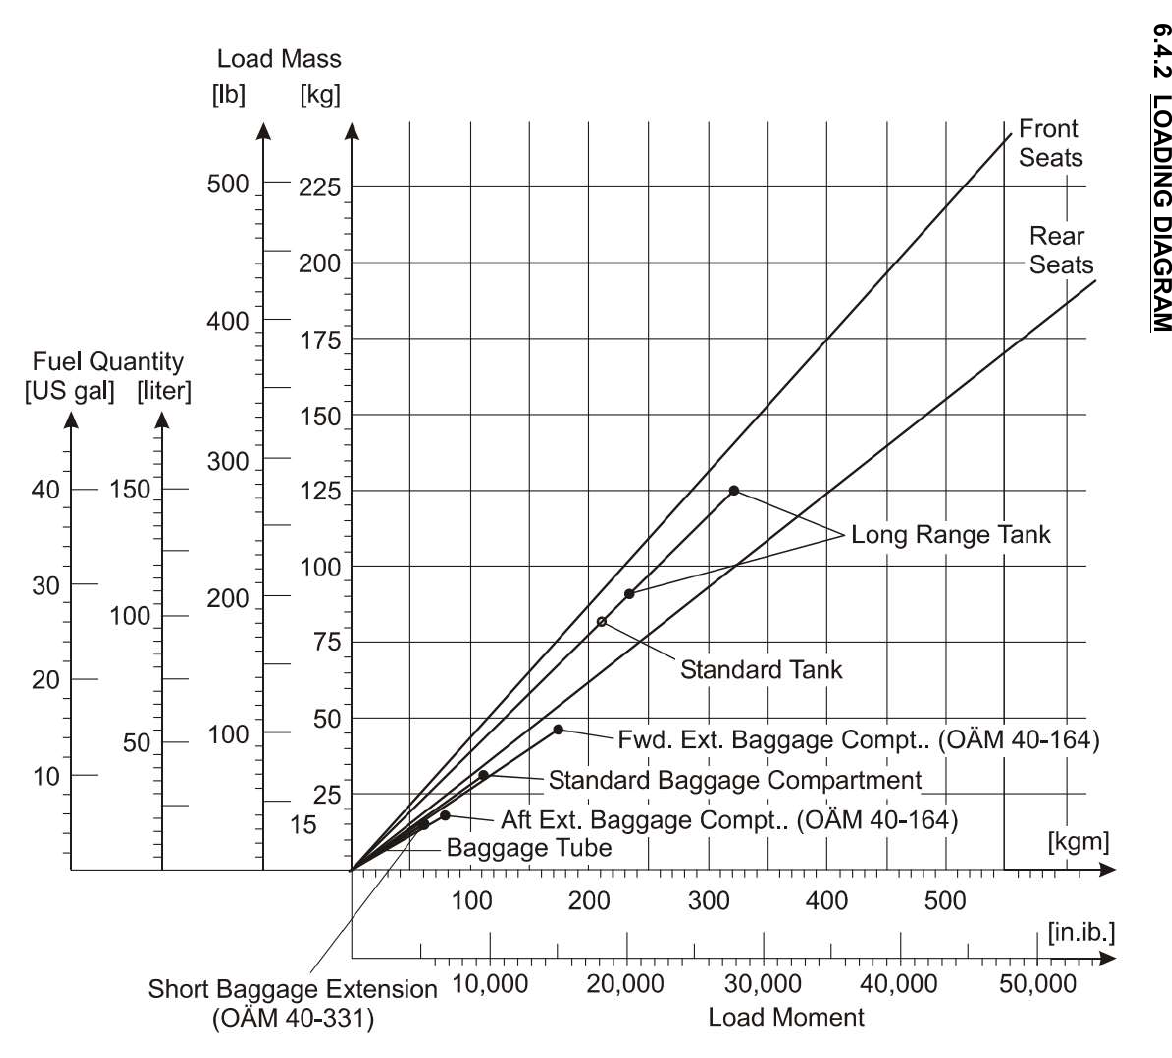 6.4.2 LOADING DIAGRAM
Load Mass
[lb] [kg]
Front
Seats
500 225
Rear
Seats
200
400
175
Fuel Quantity
[US gal] [liter]
150
300
40 150 125
Long Range Tank
100
30
200
100
75
20
Standard Tank
50
100
50
Fwd. Ext. Baggage Compt.. (OÄM 40-164)
10
Standard Baggage Compartment
25
15
Aft Ext. Baggage Compt.. (OÄM 40-164)
Baggage Tube
[kgm]
100 200 300 400 500
[in.ib.]
Short Baggage Extension
(OÄM 40-331)
10,000 20,000 30,000 40,000 50,000
Load Moment